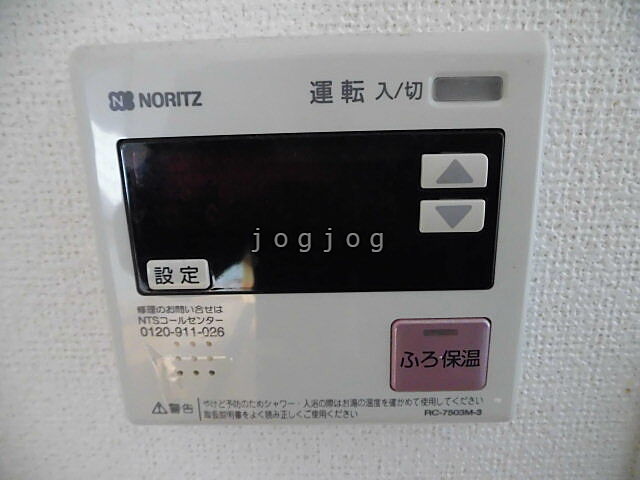 NORITZ 運転 入/切
jogjog
設定
修理のお問い合せは
NTSコールセンター
0120-911-026
ふろ保温
警告 やけど予防のためシャワー・入浴の際はお湯の温度を確かめて使用してください
取扱説明書をよく読み正しくご使用ください RC-7503M-3